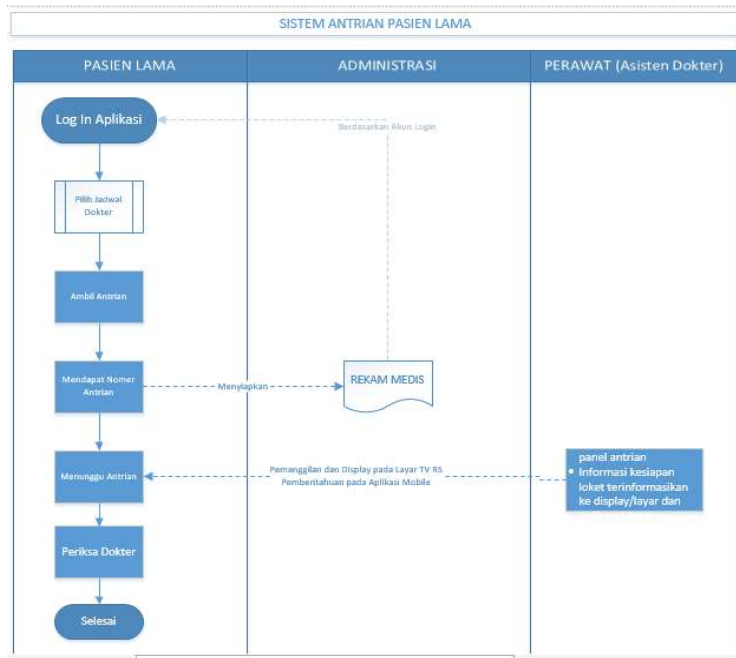 SISTEM ANTRIAN PASIEN LAMA
PASIEN LAMA
ADMINISTRASI
PERAWAT (Asisten Dokter)
Log In Aplikasi
Berdasarkan Akun Login
Pilih Jadwal
Dokter
Ambil Antrian
Mendapat Nomer
Antrian
Menyiapkan
REKAM MEDIS
Menunggu Antrian
Pemanggilan dan Display pada Layar TV RS
Pemberitahuan pada Aplikasi Mobile
panel antrian
• Informasi kesiapan
loket terinformasikan
ke display/layar dan
Periksa Dokter
Selesai